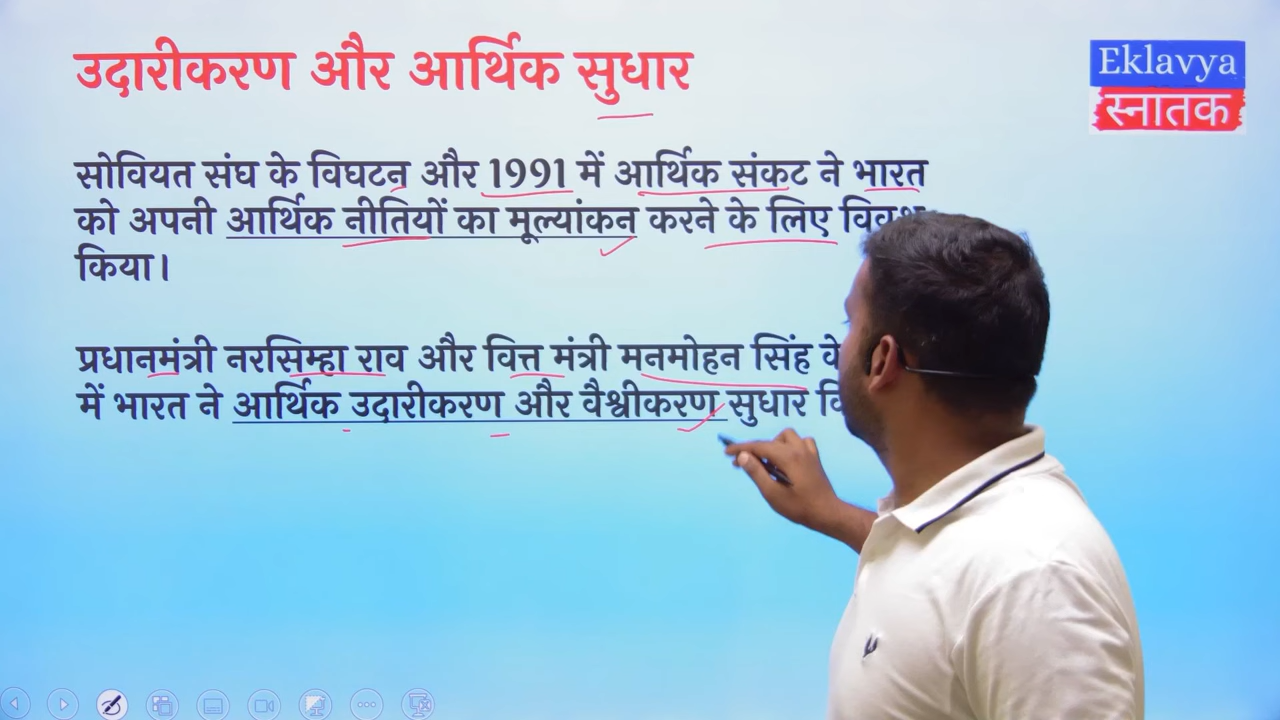 उदारीकरण और आर्थिक सुधार
Eklavya
स्नातक
सोवियत संघ के विघटन और 1991 में आर्थिक संकट ने भारत
को अपनी आर्थिक नीतियों का मूल्यांकन करने के लिए
किया।
प्रधानमंत्री नरसिम्हा राव और वित्त मंत्री मनमोहन सिंह
में भारत ने आर्थिक उदारीकरण और वैश्वीकरण सुधार